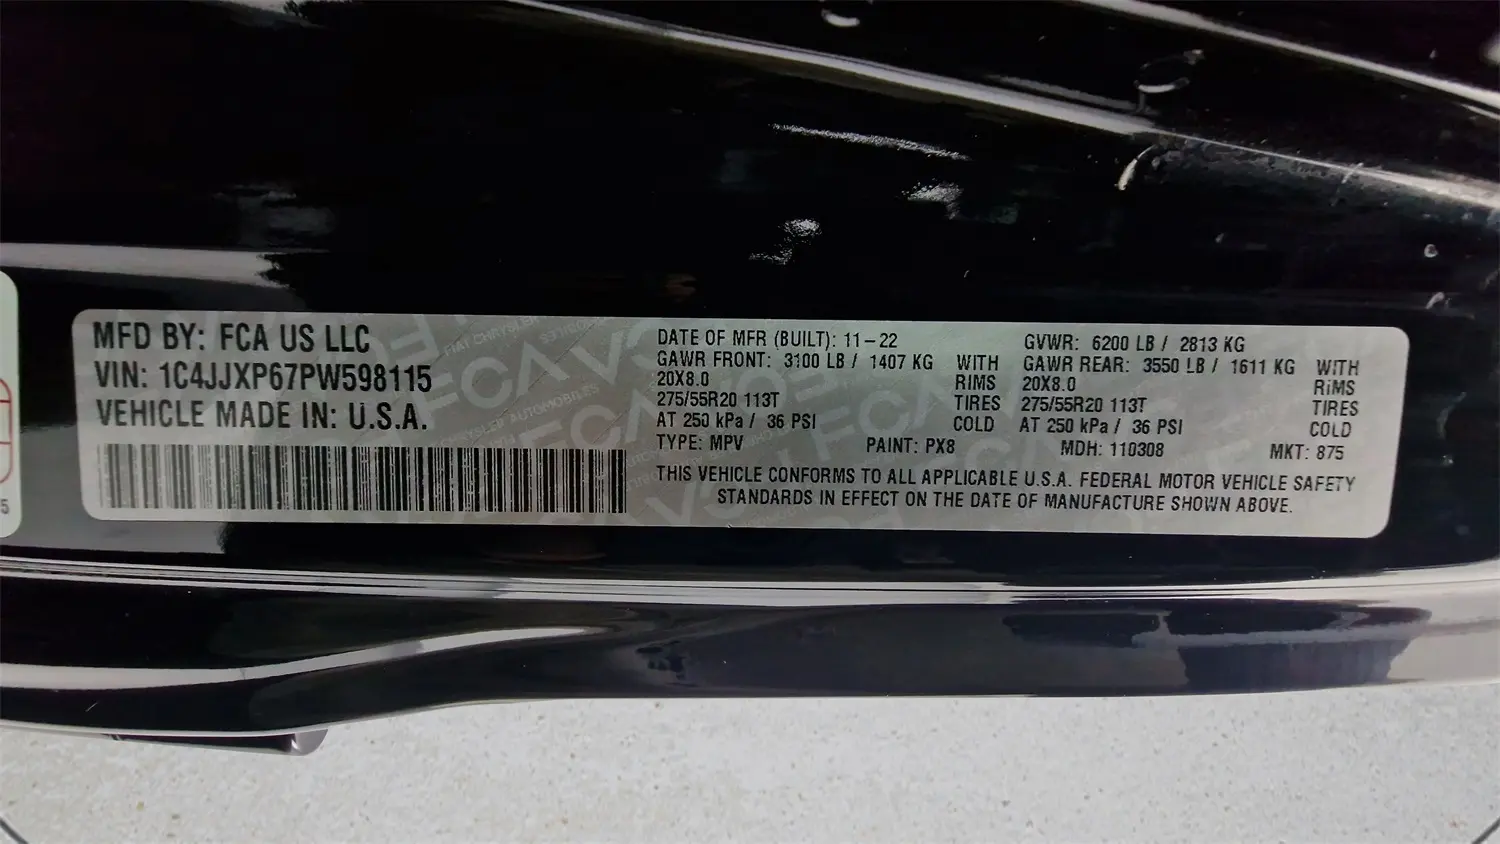 MFD BY: FCA US LLC
VIN: 1C4JJXP67PW598115
VEHICLE MADE IN: U.S.A.
DATE OF MFR (BUILT): 11-22 GVWR: 6200 LB / 2813 KG
GAWR FRONT: 3100 LB / 1407 KG WITH GAWR REAR: 3550 LB / 1611 KG WITH
20X8.0 RIMS 20X8.0 RiMS
275/55R20 113T TIRES 275/55R20 113T TIRES
AT 250 kPa / 36 PSI COLD AT 250 kPa / 36 PSI COLD
TYPE: MPV PAINT: PX8 MDH: 110308 MKT: 875
THIS VEHICLE CONFORMS TO ALL APPLICABLE U.S.A. FEDERAL MOTOR VEHICLE SAFETY
STANDARDS IN EFFECT ON THE DATE OF MANUFACTURE SHOWN ABOVE.
5